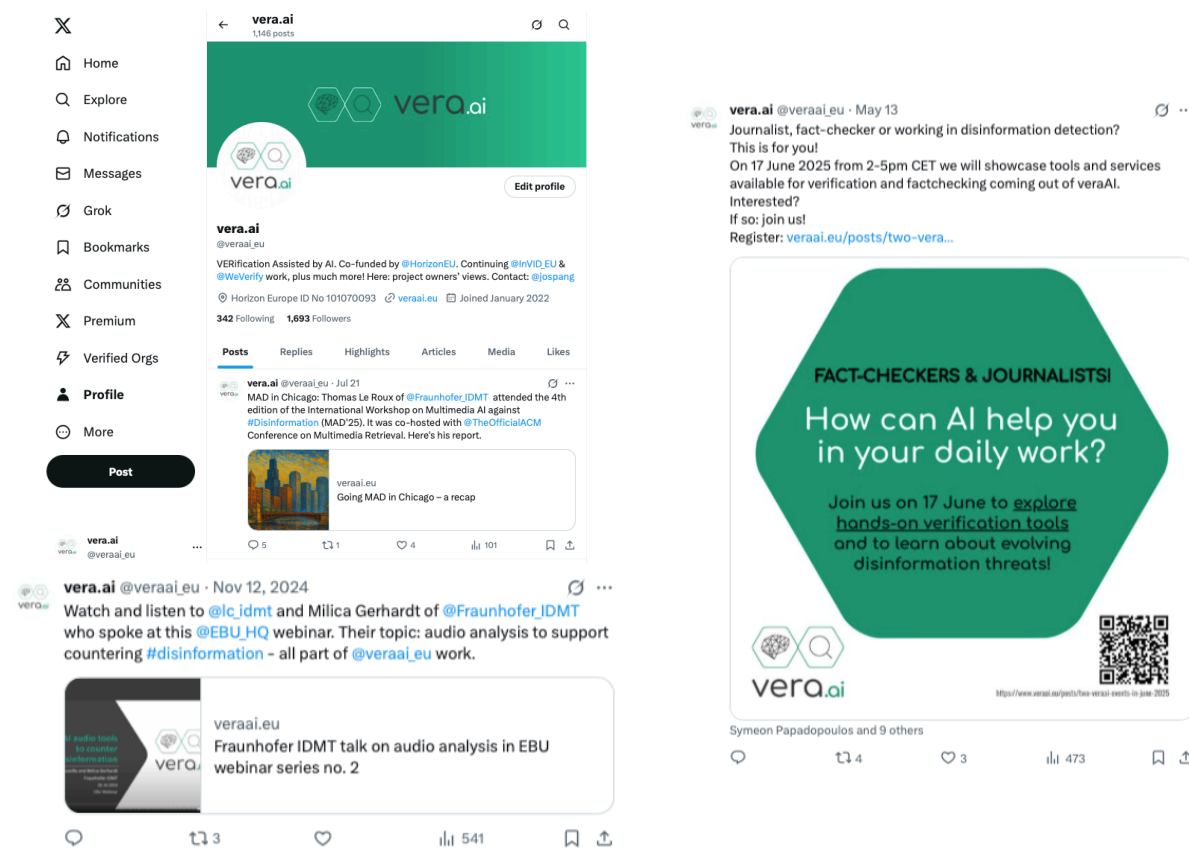 Home
Explore
Notifications
Messages
Grok
Bookmarks
Communities
Premium
Verified Orgs
Profile
More
Post
vera.ai
@veraai_eu
vera.ai
1,146 posts
vera.ai
vera.ai
Edit profile
vera.ai
@veraai_eu
VERification Assisted by AI. Co-funded by @HorizonEU. Continuing @InVID_EU &
@WeVerify work, plus much more! Here: project owners' views. Contact: @jospang
Horizon Europe ID No 101070093 veraai.eu Joined January 2022
342 Following 1,693 Followers
Posts Replies Highlights Articles Media Likes
vera.ai @veraai_eu · Jul 21
MAD in Chicago: Thomas Le Roux of @Fraunhofer_IDMT attended the 4th
edition of the International Workshop on Multimedia AI against
#Disinformation (MAD'25). It was co-hosted with @TheOfficialACM
Conference on Multimedia Retrieval. Here's his report.
veraai.eu
Going MAD in Chicago – a recap
5 1 4 101
vera.ai @veraai_eu · Nov 12, 2024
Watch and listen to @lc_idmt and Milica Gerhardt of @Fraunhofer_IDMT
who spoke at this @EBU_HQ webinar. Their topic: audio analysis to support
countering #disinformation - all part of @veraai_eu work.
AI audio tools
to counter
vera
veraai.eu
Fraunhofer IDMT talk on audio analysis in EBU
webinar series no. 2
3 541
vera.ai @veraai_eu · May 13
Journalist, fact-checker or working in disinformation detection?
This is for you!
On 17 June 2025 from 2-5pm CET we will showcase tools and services
available for verification and factchecking coming out of veraAI.
Interested?
If so: join us!
Register: veraai.eu/posts/two-vera...
FACT-CHECKERS & JOURNALISTS!
How can AI help you
in your daily work?
Join us on 17 June to explore
hands-on verification tools
and to learn about evolving
disinformation threats!
vera.ai
https://www.veraai.eu/posts/two-veraai-events-in-june-2025
Symeon Papadopoulos and 9 others
4 3 473